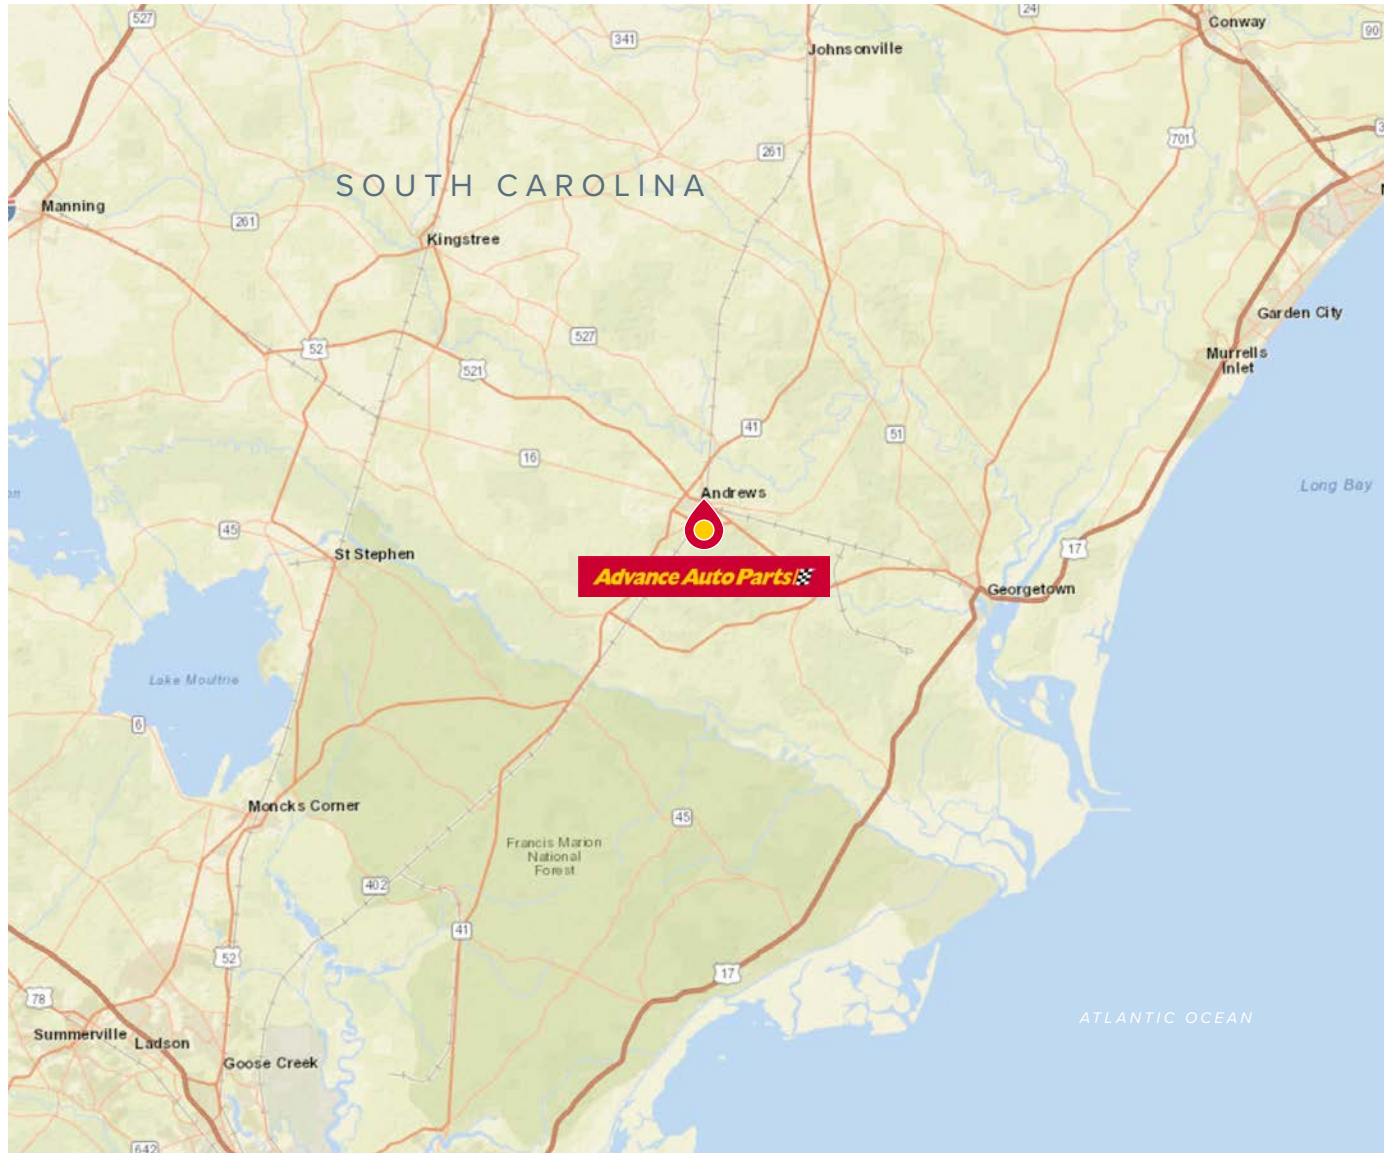 527
24
Conway
341
Johnsonville
90
261
701
SOUTH CAROLINA
Manning
261
Kingstree
Garden City
527
52
Murrells
Inlet
521
41
51
16
Long Bay
Andrews
45
17
St Stephen
Advance Auto Parts
Georgetown
Lake Moultrie
6
Moncks Corner
45
Francis Marion
National
Forest
402
41
52
17
78
ATLANTIC OCEAN
Summerville
Ladson
Goose Creek
642